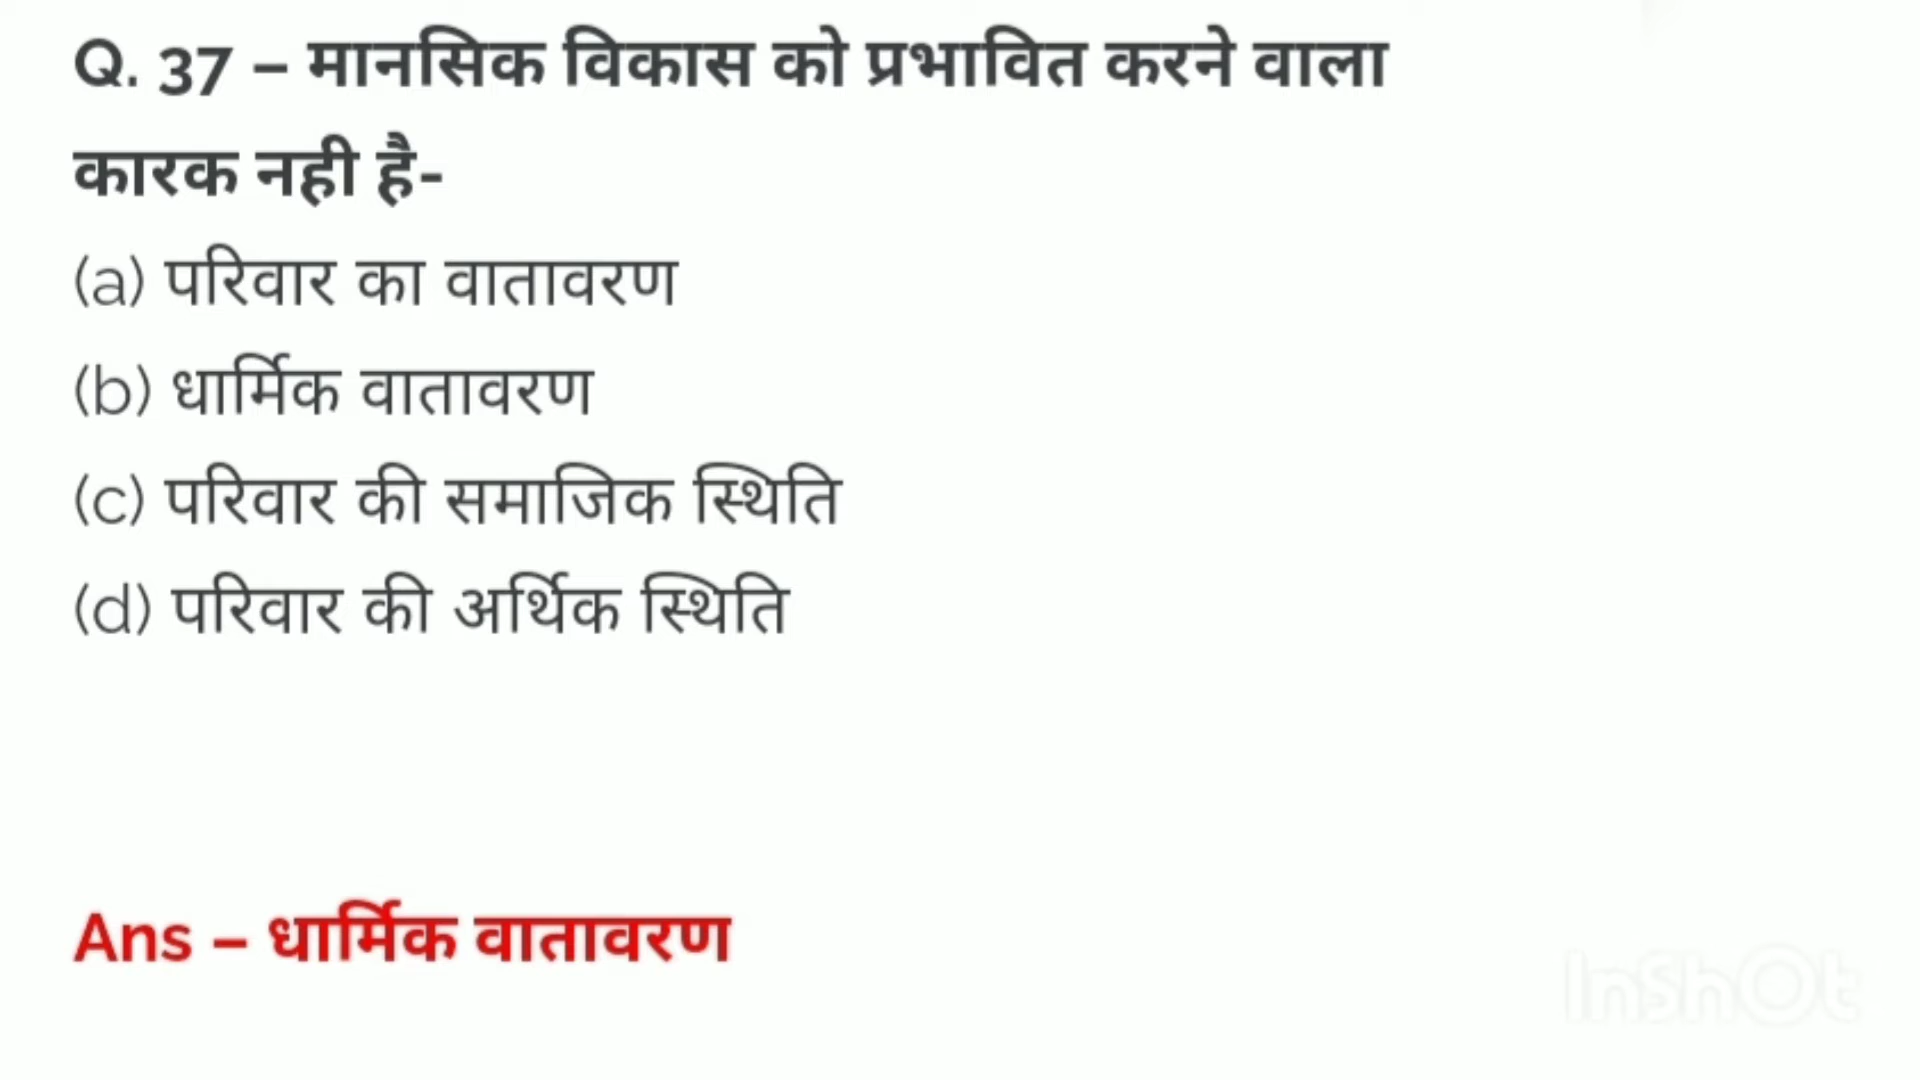 Q. 37 – मानसिक विकास को प्रभावित करने वाला
कारक नही है-
(a) परिवार का वातावरण
(b) धार्मिक वातावरण
(c) परिवार की समाजिक स्थिति
(d) परिवार की अर्थिक स्थिति
Ans – धार्मिक वातावरण
InShOt